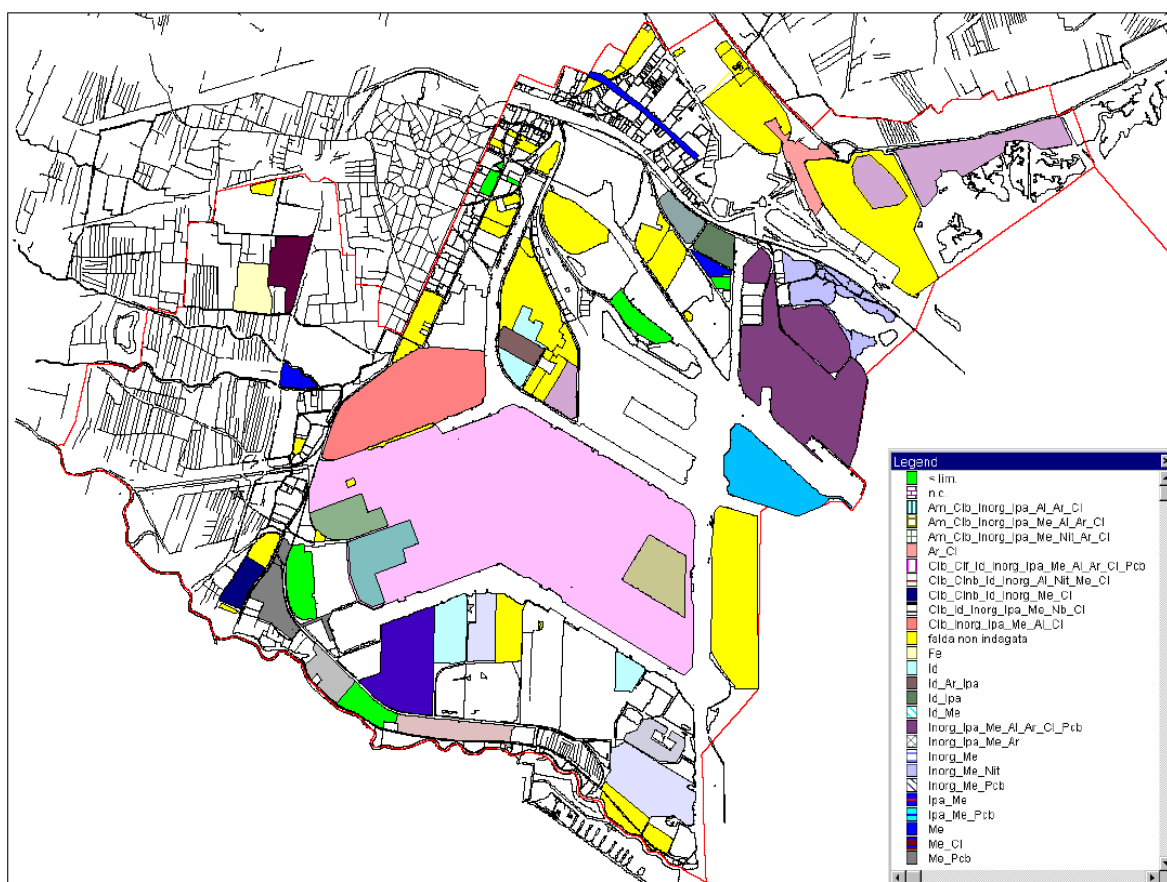 Legend
< lim.
n.c.
Am_Clb_Inorg_Ipa_Al_Ar_Cl
Am_Clb_Inorg_Ipa_Me_Al_Ar_Cl
Am_Clb_Inorg_Ipa_Me_Nit_Ar_Cl
Ar_Cl
Clb_Clf_Id_Inorg_Ipa_Me_Al_Ar_Cl_Pcb
Clb_Clnb_Id_Inorg_Al_Nit_Me_Cl
Clb_Clnb_Id_Inorg_Me_Cl
Clb_Id_Inorg_Ipa_Me_Nb_Cl
Clb_Inorg_Ipa_Me_Al_Cl
falda non indagata
Fe
Id
Id_Ar_Ipa
Id_Ipa
Id_Me
Inorg_Ipa_Me_Al_Ar_Cl_Pcb
Inorg_Ipa_Me_Ar
Inorg_Me
Inorg_Me_Nit
Inorg_Me_Pcb
Ipa_Me
Ipa_Me_Pcb
Me
Me_Cl
Me_Pcb